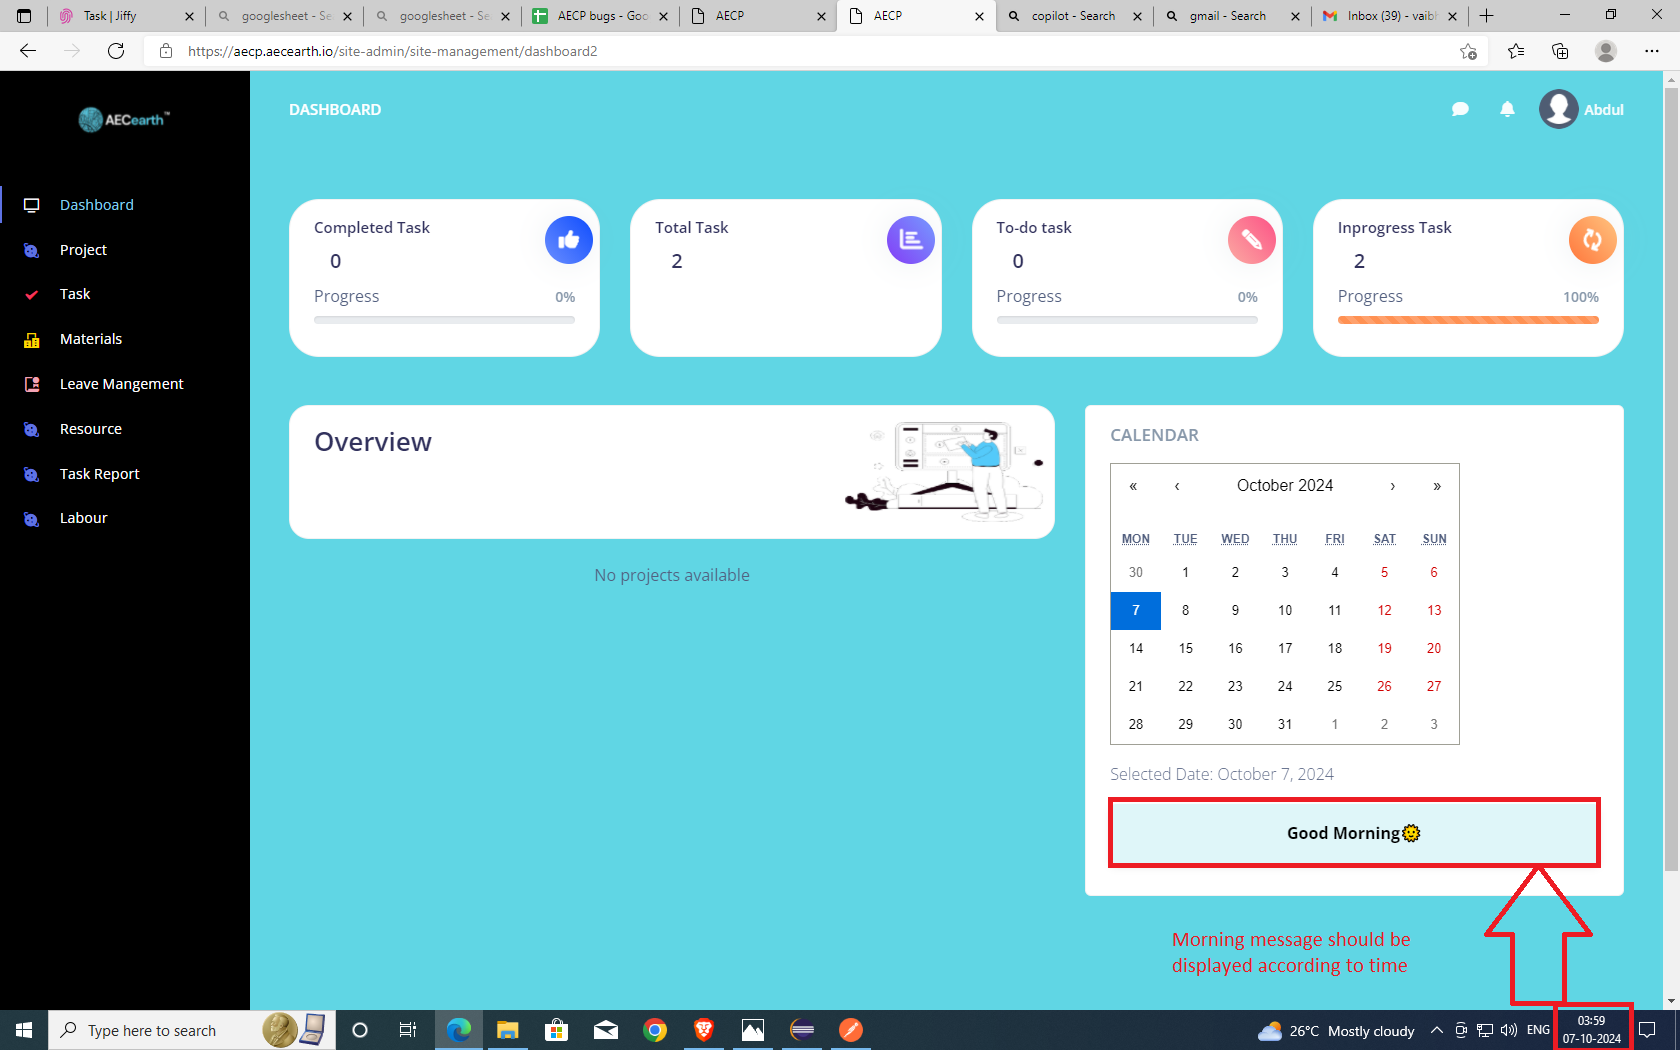 Task | Jiffy
googlesheet - Se
googlesheet - Se
AECP bugs - Goo
AECP
AECP
copilot - Search
gmail - Search
Inbox (39) - vaibh
https://aecp.aecearth.io/site-admin/site-management/dashboard2
AECearth™
DASHBOARD
Abdul
Dashboard
Project
Task
Materials
Leave Mangement
Resource
Task Report
Labour
Completed Task
0
Progress 0%
Total Task
2
To-do task
0
Progress 0%
Inprogress Task
2
Progress 100%
Overview
No projects available
CALENDAR
« ‹ October 2024 › »
MON TUE WED THU FRI SAT SUN
30 1 2 3 4 5 6
7 8 9 10 11 12 13
14 15 16 17 18 19 20
21 22 23 24 25 26 27
28 29 30 31 1 2 3
Selected Date: October 7, 2024
Good Morning🌞
Morning message should be
displayed according to time
Type here to search
26°C Mostly cloudy
ENG
03:59
07-10-2024